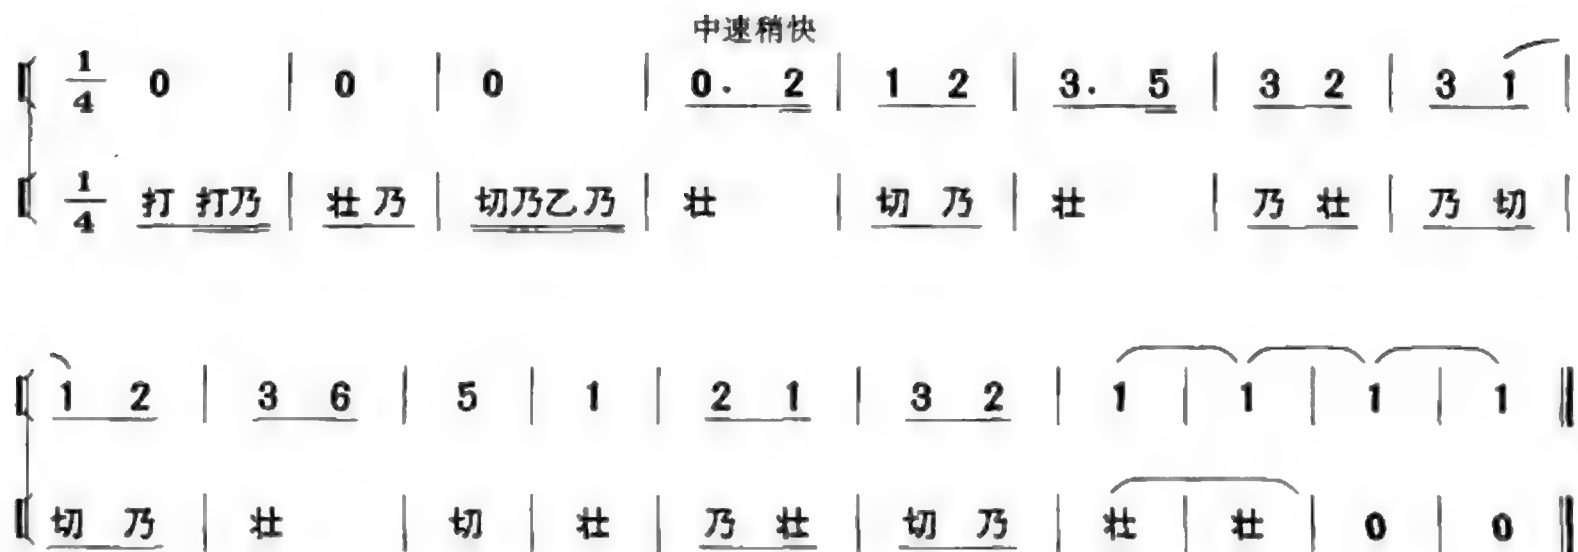 中速稍快
1/4 0 | 0 | 0 | 0. 2 | 1 2 | 3. 5 | 3 2 | 3 1 |
1/4 打 打乃 | 壮 乃 | 切乃乙乃 | 壮 | 切 乃 | 壮 | 乃 壮 | 乃 切 |
1 2 | 3 6 | 5 | 1 | 2 1 | 3 2 | 1 | 1 | 1 | 1 ‖
切 乃 | 壮 | 切 | 壮 | 乃 壮 | 切 乃 | 壮 | 壮 | 0 | 0 ‖